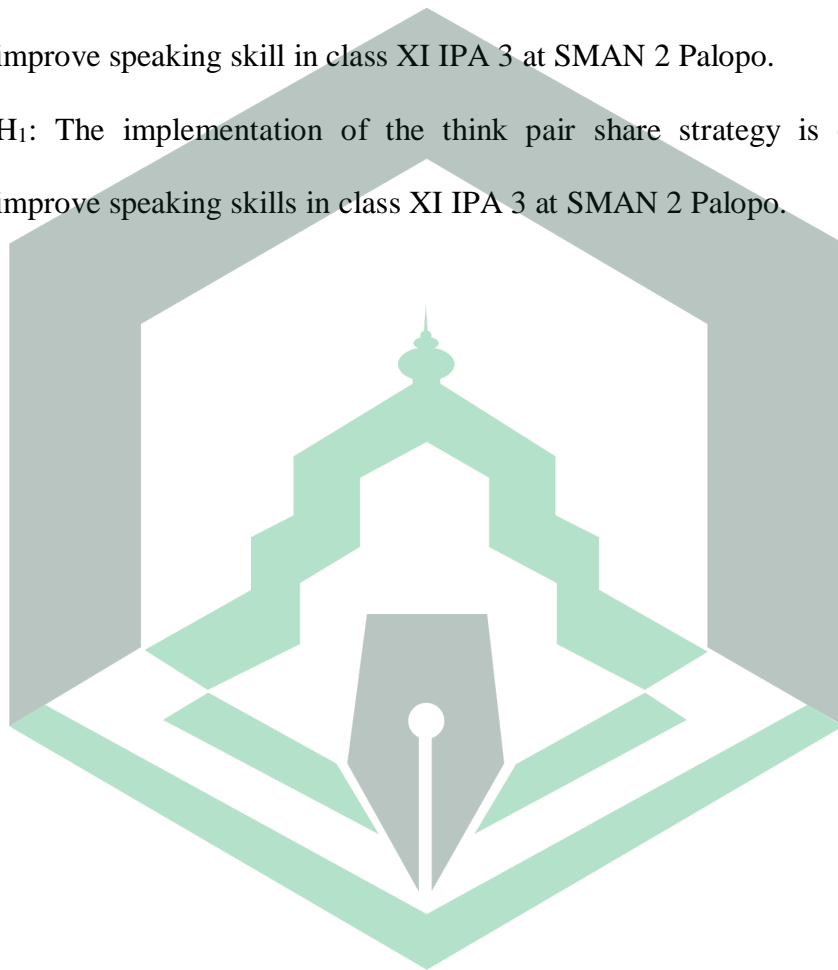 improve speaking skill in class XI IPA 3 at SMAN 2 Palopo.
H₁: The implementation of the think pair share strategy is
improve speaking skills in class XI IPA 3 at SMAN 2 Palopo.